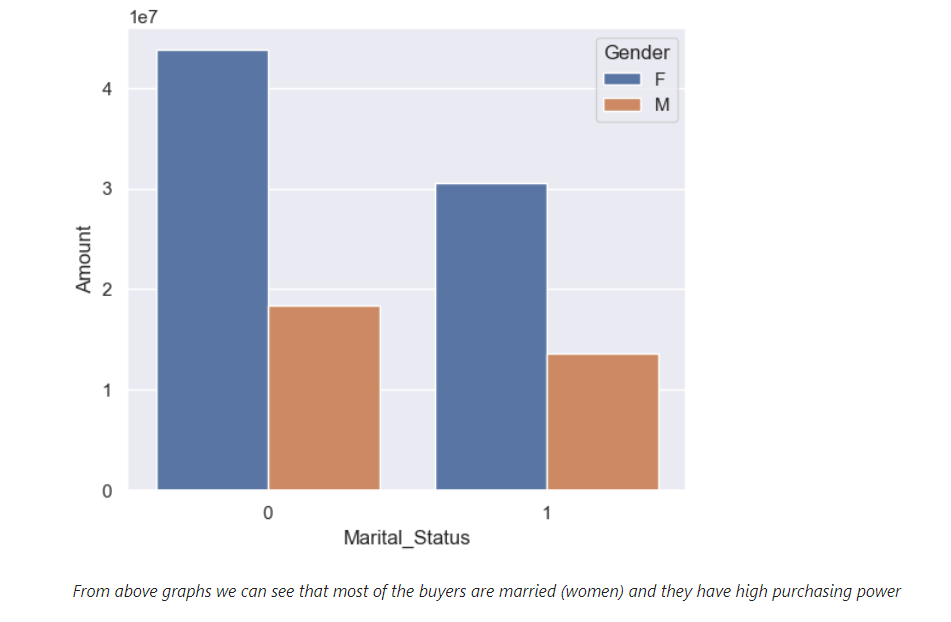 1e7
Gender
F
M
4
3
2
1
0
Amount
0 1
Marital_Status
From above graphs we can see that most of the buyers are married (women) and they have high purchasing power